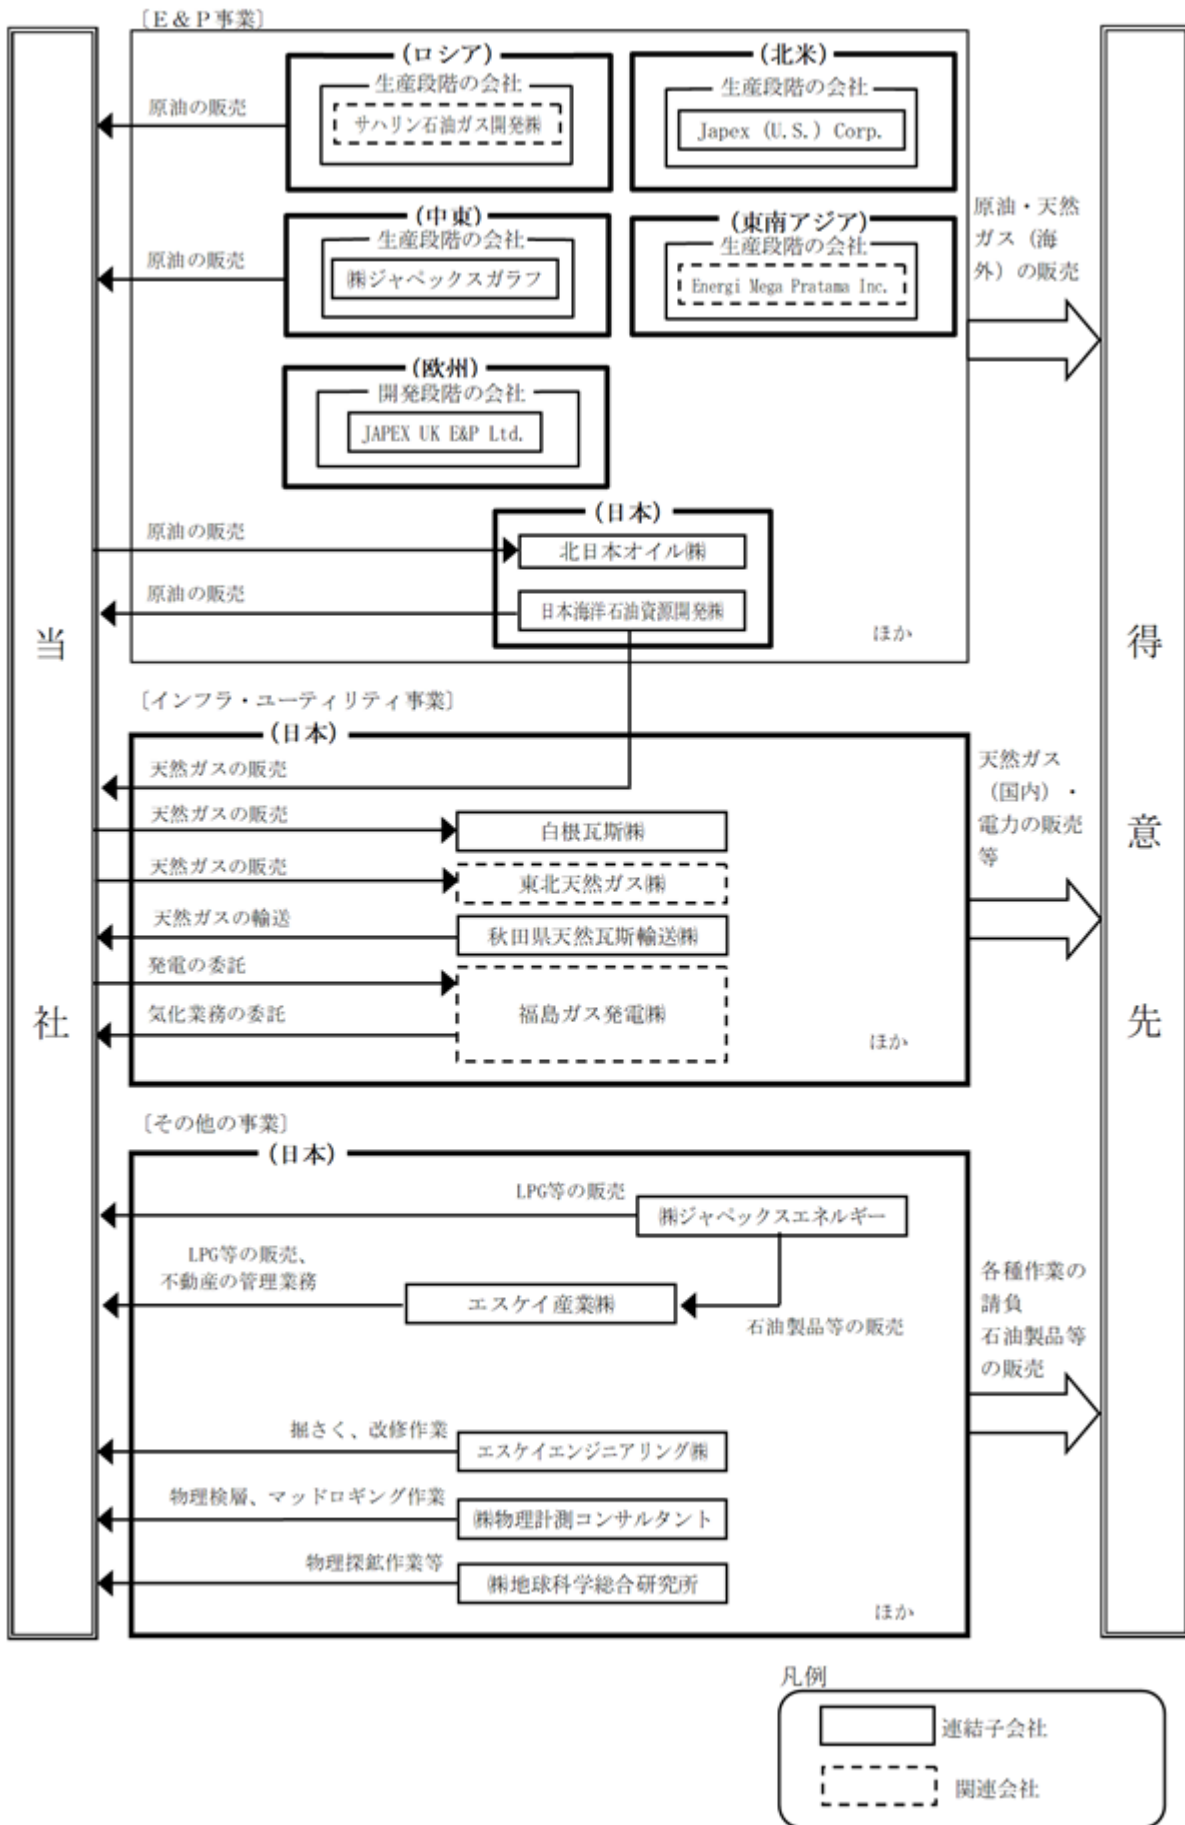 〔E＆P事業〕
(ロシア)
生産段階の会社
サハリン石油ガス開発㈱
原油の販売
(北米)
生産段階の会社
Japex (U.S.) Corp.
(中東)
生産段階の会社
㈱ジャペックスガラフ
原油の販売
(東南アジア)
生産段階の会社
Energi Mega Pratama Inc.
原油・天然
ガス（海
外）の販売
(欧州)
開発段階の会社
JAPEX UK E&P Ltd.
(日本)
原油の販売
北日本オイル㈱
原油の販売
日本海洋石油資源開発㈱
ほか
当
社
得
意
先
〔インフラ・ユーティリティ事業〕
(日本)
天然ガスの販売
天然ガスの販売
白根瓦斯㈱
天然ガスの販売
東北天然ガス㈱
天然ガスの輸送
秋田県天然瓦斯輸送㈱
発電の委託
気化業務の委託
福島ガス発電㈱
ほか
天然ガス
（国内）・
電力の販売
等
〔その他の事業〕
(日本)
LPG等の販売
㈱ジャペックスエネルギー
LPG等の販売、
不動産の管理業務
エスケイ産業㈱
石油製品等の販売
各種作業の
請負
石油製品等
の販売
掘さく、改修作業
エスケイエンジニアリング㈱
物理検層、マッドロギング作業
㈱物理計測コンサルタント
物理探鉱作業等
㈱地球科学総合研究所
ほか
凡例
連結子会社
関連会社